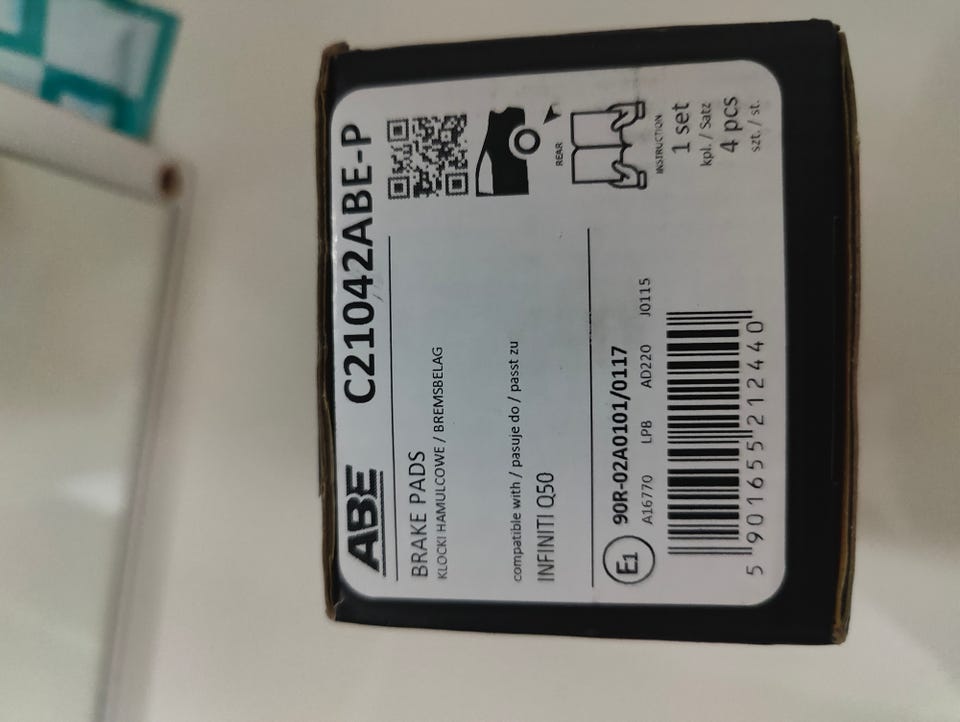 ABE C21042ABE-P
BRAKE PADS
KLOCKI HAMULCOWE / BREMSBELAG
compatible with / pasuje do / passt zu
INFINITI Q50
REAR
INSTRUCTION
1 set
kpl. / Satz
4 pcs
szt. / st.
E1 90R-02A0101/0117
A16770 LPB AD220 J0115
5 901655 212440